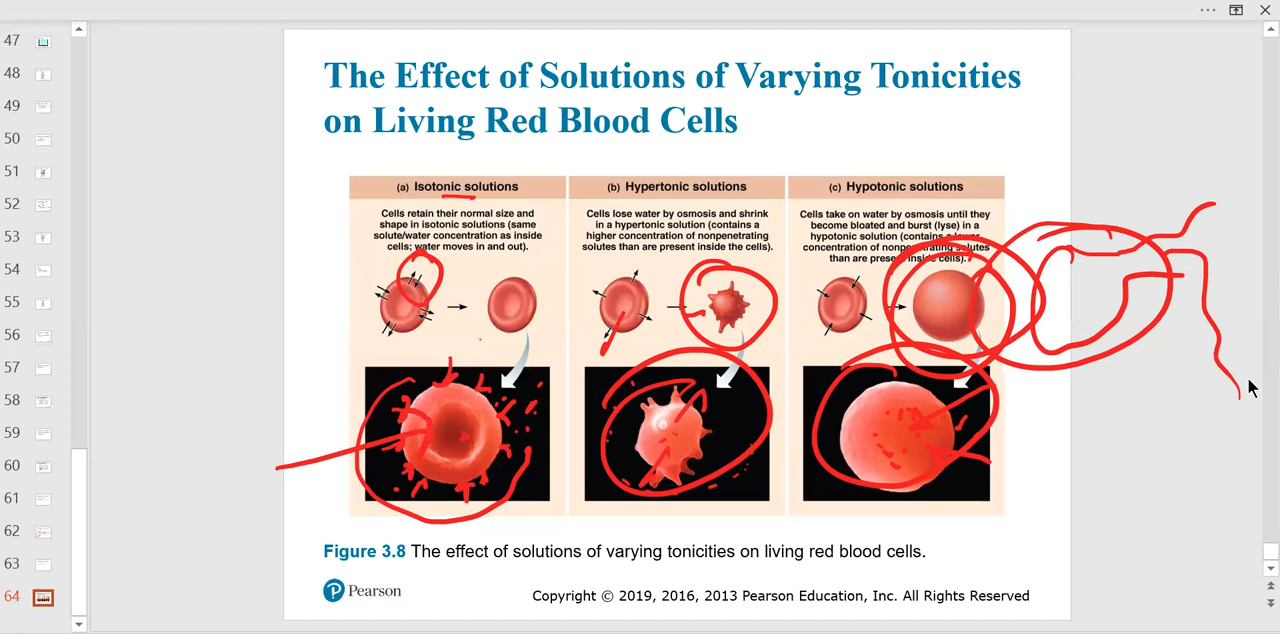 47
48
49
50
51
52
53
54
55
56
57
58
59
60
61
62
63
64
The Effect of Solutions of Varying Tonicities
on Living Red Blood Cells
(a) Isotonic solutions
Cells retain their normal size and
shape in isotonic solutions (same
solute/water concentration as inside
cells; water moves in and out).
(b) Hypertonic solutions
Cells lose water by osmosis and shrink
in a hypertonic solution (contains a
higher concentration of nonpenetrating
solutes than are present inside the cells).
(c) Hypotonic solutions
Cells take on water by osmosis until they
become bloated and burst (lyse) in a
hypotonic solution (contains a lower
concentration of nonpenetrating solutes
than are present inside cells).
Figure 3.8 The effect of solutions of varying tonicities on living red blood cells.
P Pearson
Copyright © 2019, 2016, 2013 Pearson Education, Inc. All Rights Reserved